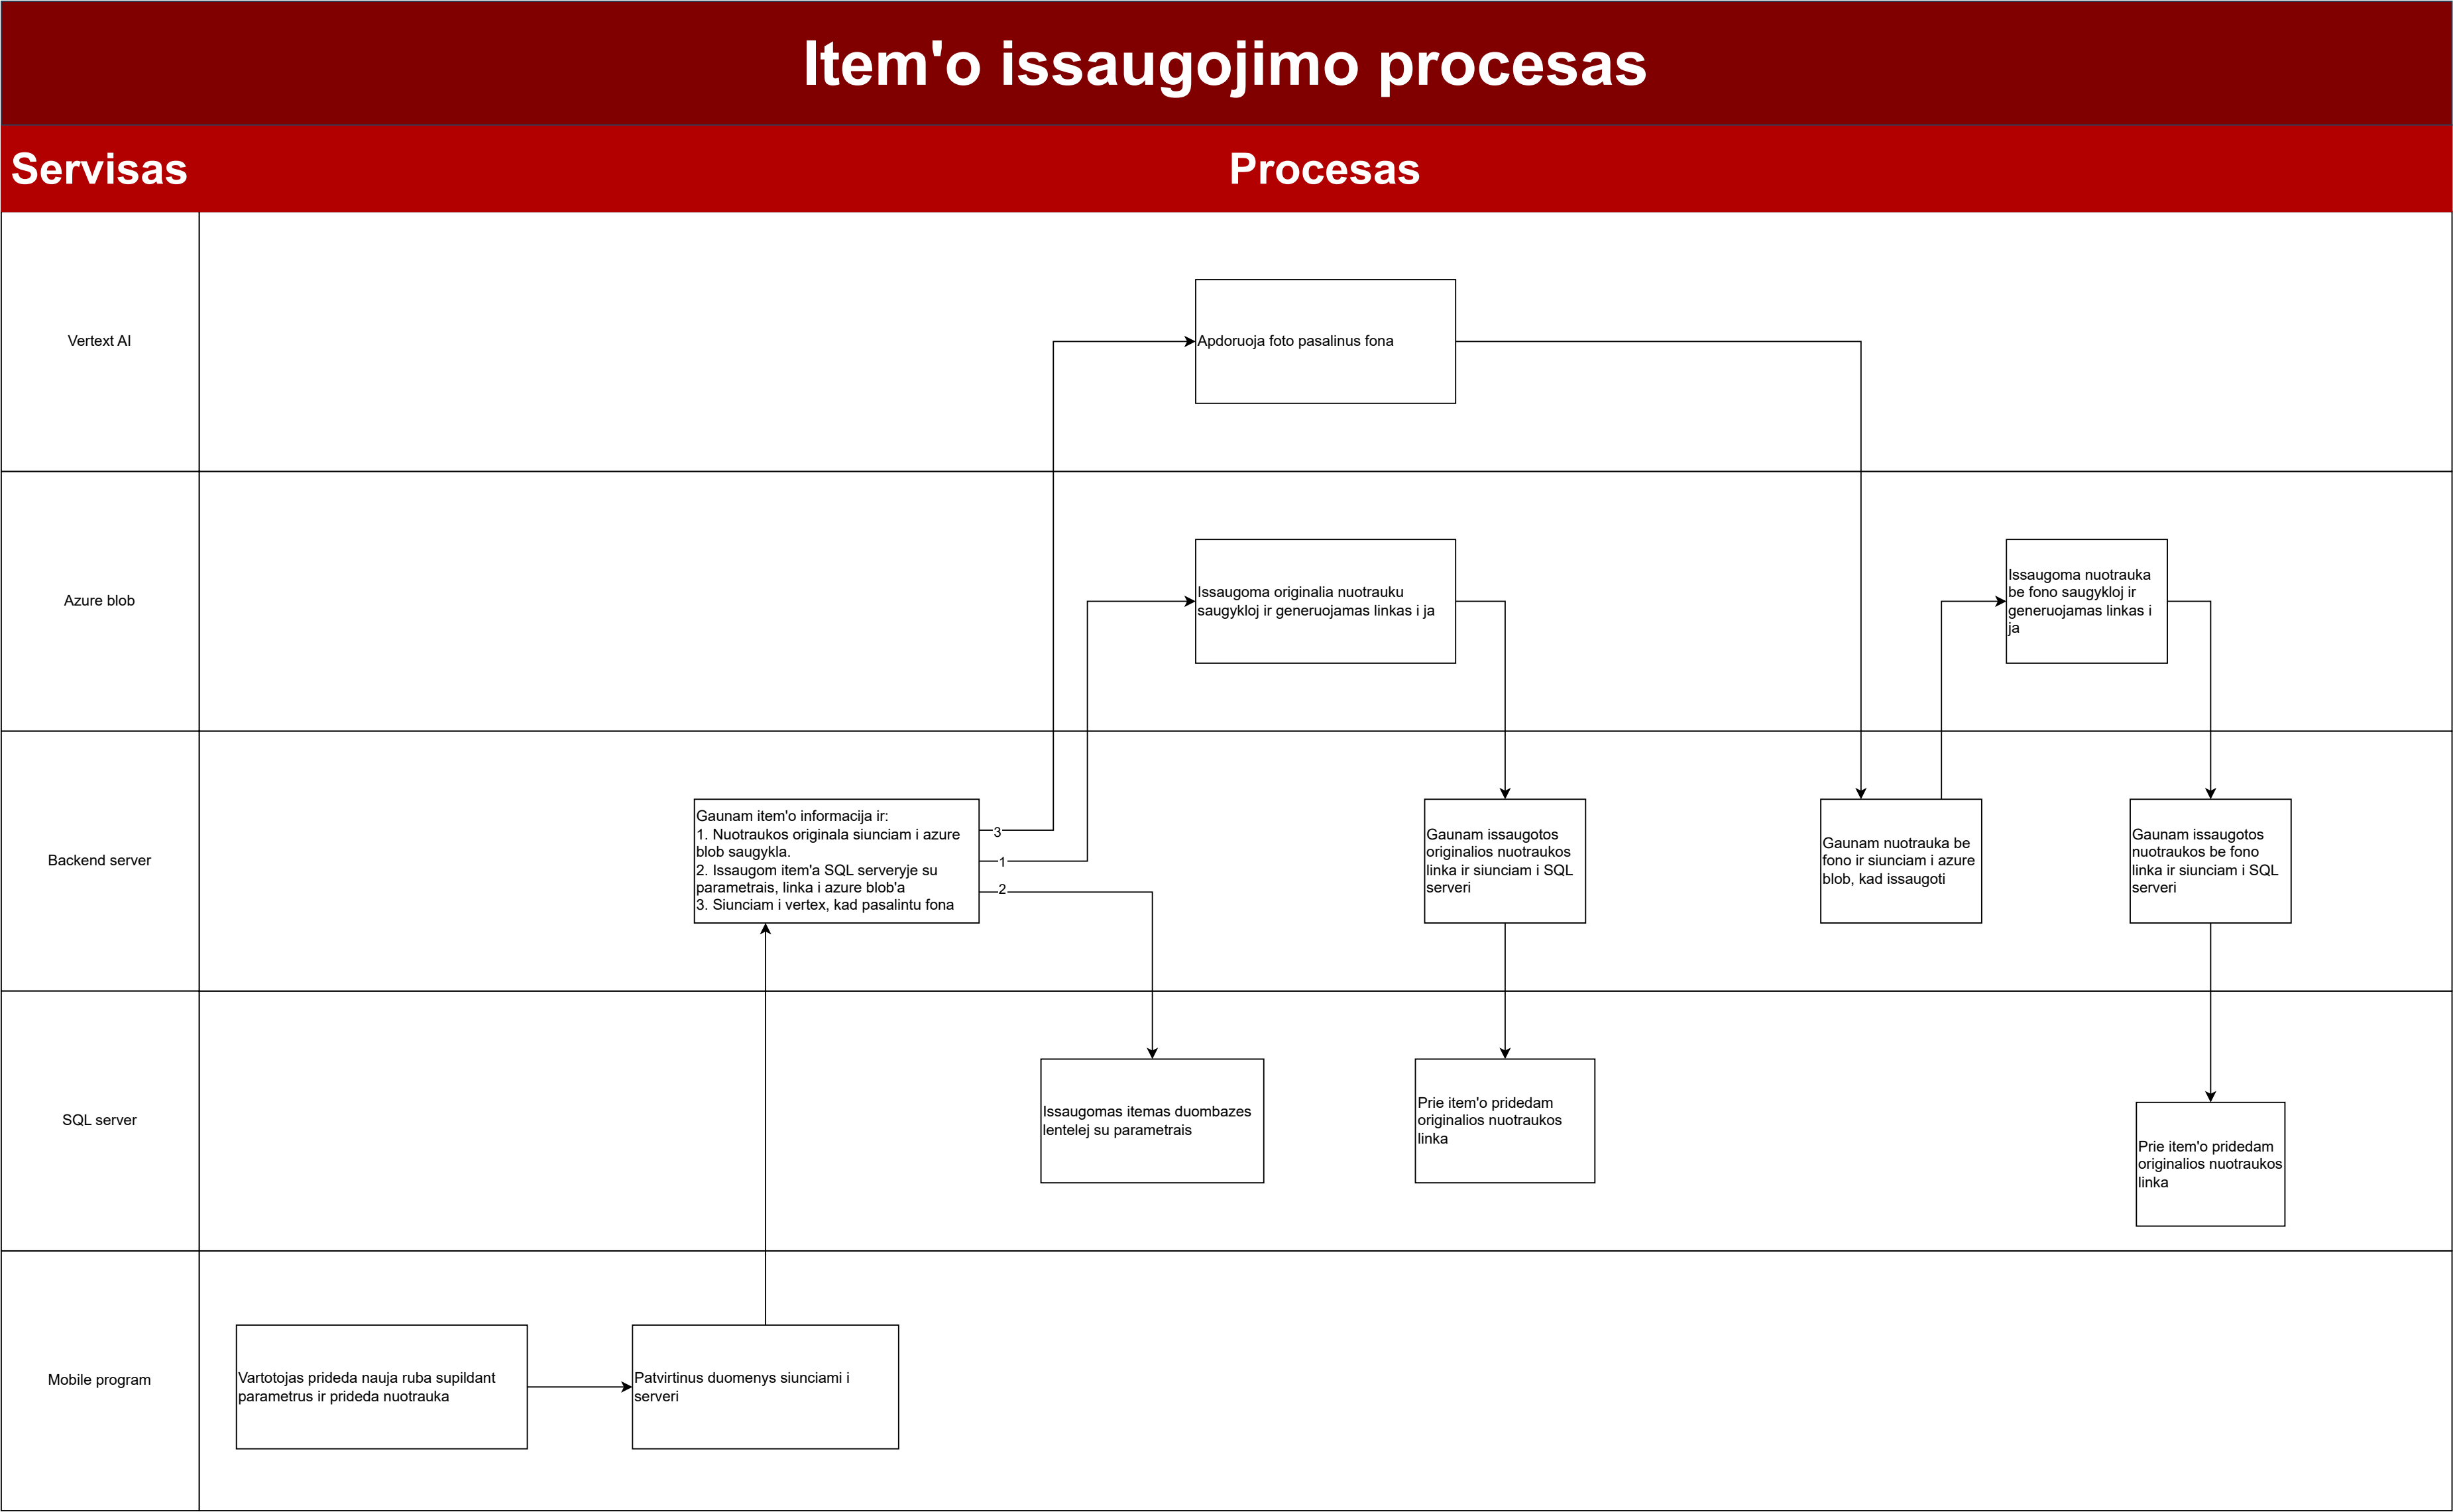 Item'o issaugojimo procesas
Servisas
Procesas
Vertext AI
Apdoruoja foto pasalinus fona
Azure blob
Issaugoma originalia nuotrauku
saugykloj ir generuojamas linkas i ja
Issaugoma nuotrauka
be fono saugykloj ir
generuojamas linkas i
ja
Backend server
Gaunam item'o informacija ir:
1. Nuotraukos originala siunciam i azure
blob saugykla.
2. Issaugom item'a SQL serveryje su
parametrais, linka i azure blob'a
3. Siunciam i vertex, kad pasalintu fona
3
1
2
Gaunam issaugotos
originalios nuotraukos
linka ir siunciam i SQL
serveri
Gaunam nuotrauka be
fono ir siunciam i azure
blob, kad issaugoti
Gaunam issaugotos
nuotraukos be fono
linka ir siunciam i SQL
serveri
SQL server
Issaugomas itemas duombazes
lentelej su parametrais
Prie item'o pridedam
originalios nuotraukos
linka
Prie item'o pridedam
originalios nuotraukos
linka
Mobile program
Vartotojas prideda nauja ruba supildant
parametrus ir prideda nuotrauka
Patvirtinus duomenys siunciami i
serveri